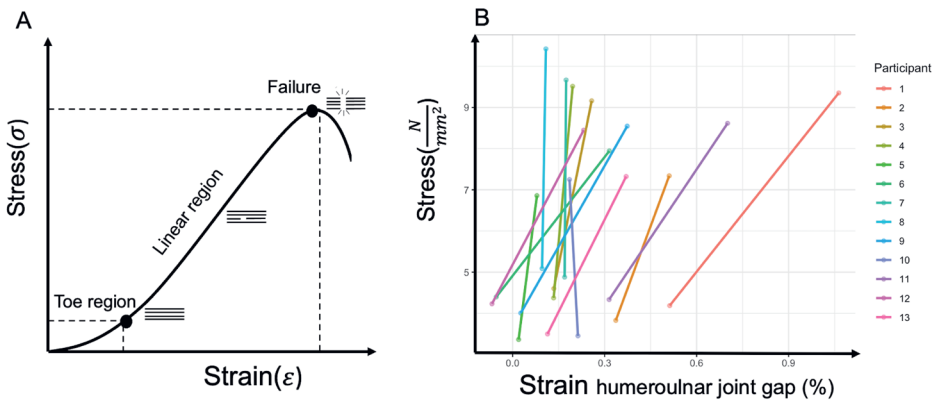 A
Stress(σ)
Failure
Linear region
Toe region
Strain(ε)
B
Stress(N/mm²)
9
7
5
0.0 0.3 0.6 0.9
Strain humeroulnar joint gap (%)
Participant
1
2
3
4
5
6
7
8
9
10
11
12
13